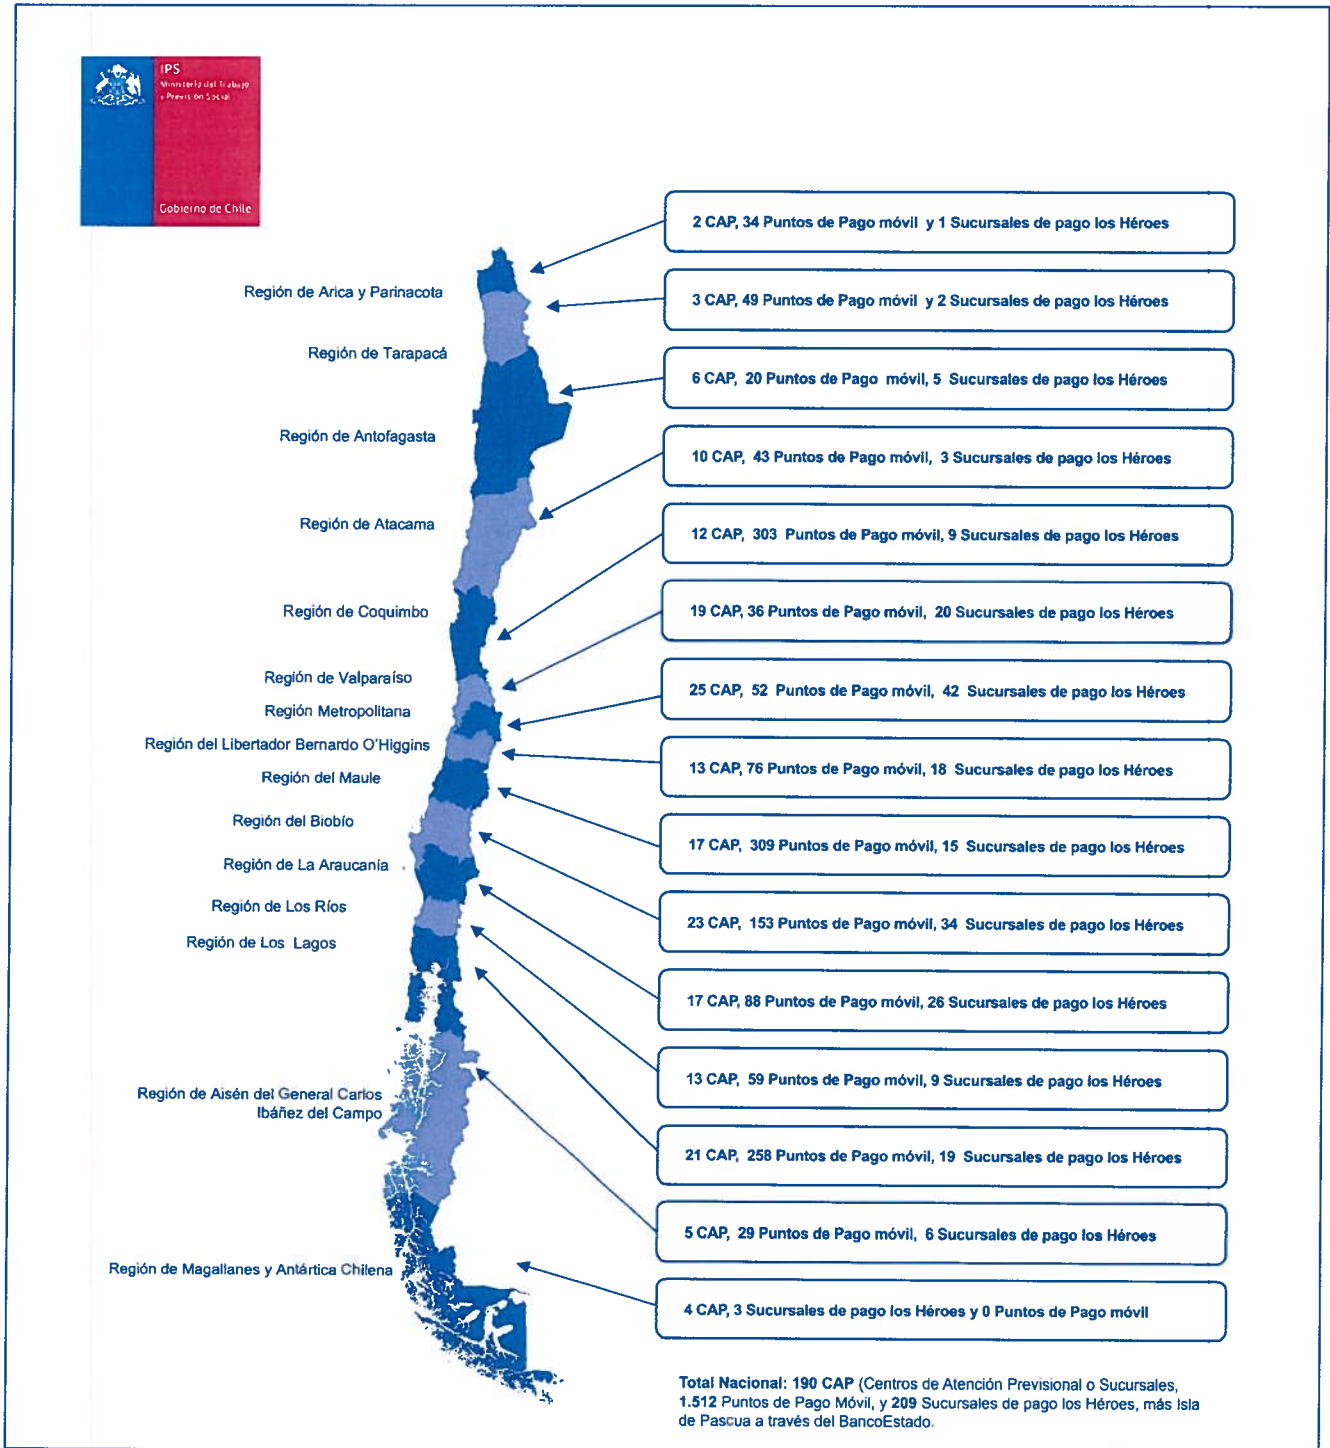 IPS
Ministerio del Trabajo
y Previsión Social
Gobierno de Chile
2 CAP, 34 Puntos de Pago móvil y 1 Sucursales de pago los Héroes
Región de Arica y Parinacota
3 CAP, 49 Puntos de Pago móvil y 2 Sucursales de pago los Héroes
Región de Tarapacá
6 CAP, 20 Puntos de Pago móvil, 5 Sucursales de pago los Héroes
Región de Antofagasta
10 CAP, 43 Puntos de Pago móvil, 3 Sucursales de pago los Héroes
Región de Atacama
12 CAP, 303 Puntos de Pago móvil, 9 Sucursales de pago los Héroes
Región de Coquimbo
19 CAP, 36 Puntos de Pago móvil, 20 Sucursales de pago los Héroes
Región de Valparaíso
25 CAP, 52 Puntos de Pago móvil, 42 Sucursales de pago los Héroes
Región Metropolitana
Región del Libertador Bernardo O'Higgins
13 CAP, 76 Puntos de Pago móvil, 18 Sucursales de pago los Héroes
Región del Maule
Región del Biobío
17 CAP, 309 Puntos de Pago móvil, 15 Sucursales de pago los Héroes
Región de La Araucanía
Región de Los Ríos
23 CAP, 153 Puntos de Pago móvil, 34 Sucursales de pago los Héroes
Región de Los Lagos
17 CAP, 88 Puntos de Pago móvil, 26 Sucursales de pago los Héroes
13 CAP, 59 Puntos de Pago móvil, 9 Sucursales de pago los Héroes
Región de Aisén del General Carlos
Ibáñez del Campo
21 CAP, 258 Puntos de Pago móvil, 19 Sucursales de pago los Héroes
5 CAP, 29 Puntos de Pago móvil, 6 Sucursales de pago los Héroes
Región de Magallanes y Antártica Chilena
4 CAP, 3 Sucursales de pago los Héroes y 0 Puntos de Pago móvil
Total Nacional: 190 CAP (Centros de Atención Previsional o Sucursales,
1.512 Puntos de Pago Móvil, y 209 Sucursales de pago los Héroes, más Isla
de Pascua a través del BancoEstado.